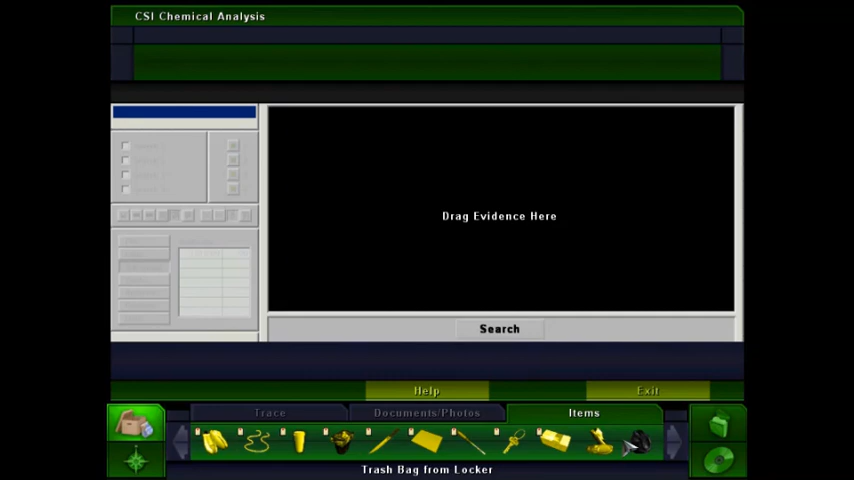 CSI Chemical Analysis
Drag Evidence Here
Search
Help
Exit
Trace
Documents/Photos
Items
Trash Bag from Locker